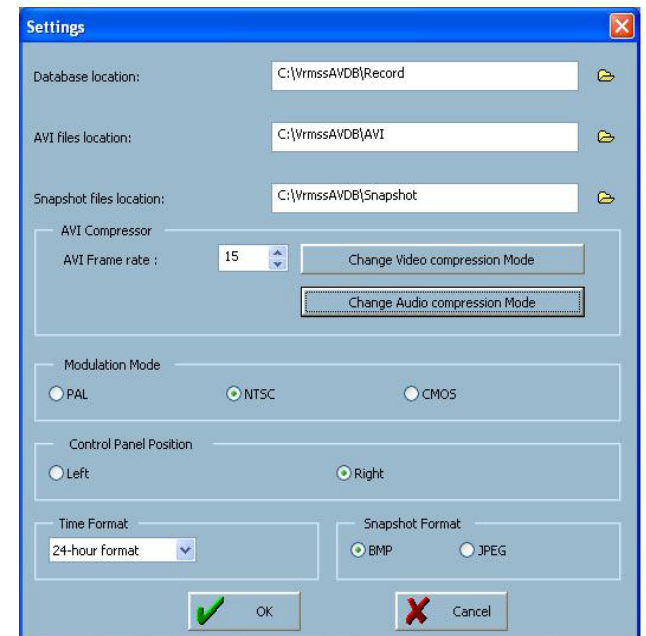 Settings
Database location: C:\VrmssAVDB\Record
AVI files location: C:\VrmssAVDB\AVI
Snapshot files location: C:\VrmssAVDB\Snapshot
AVI Compressor
AVI Frame rate : 15 Change Video compression Mode
Change Audio compression Mode
Modulation Mode
PAL NTSC CMOS
Control Panel Position
Left Right
Time Format Snapshot Format
24-hour format BMP JPEG
OK Cancel